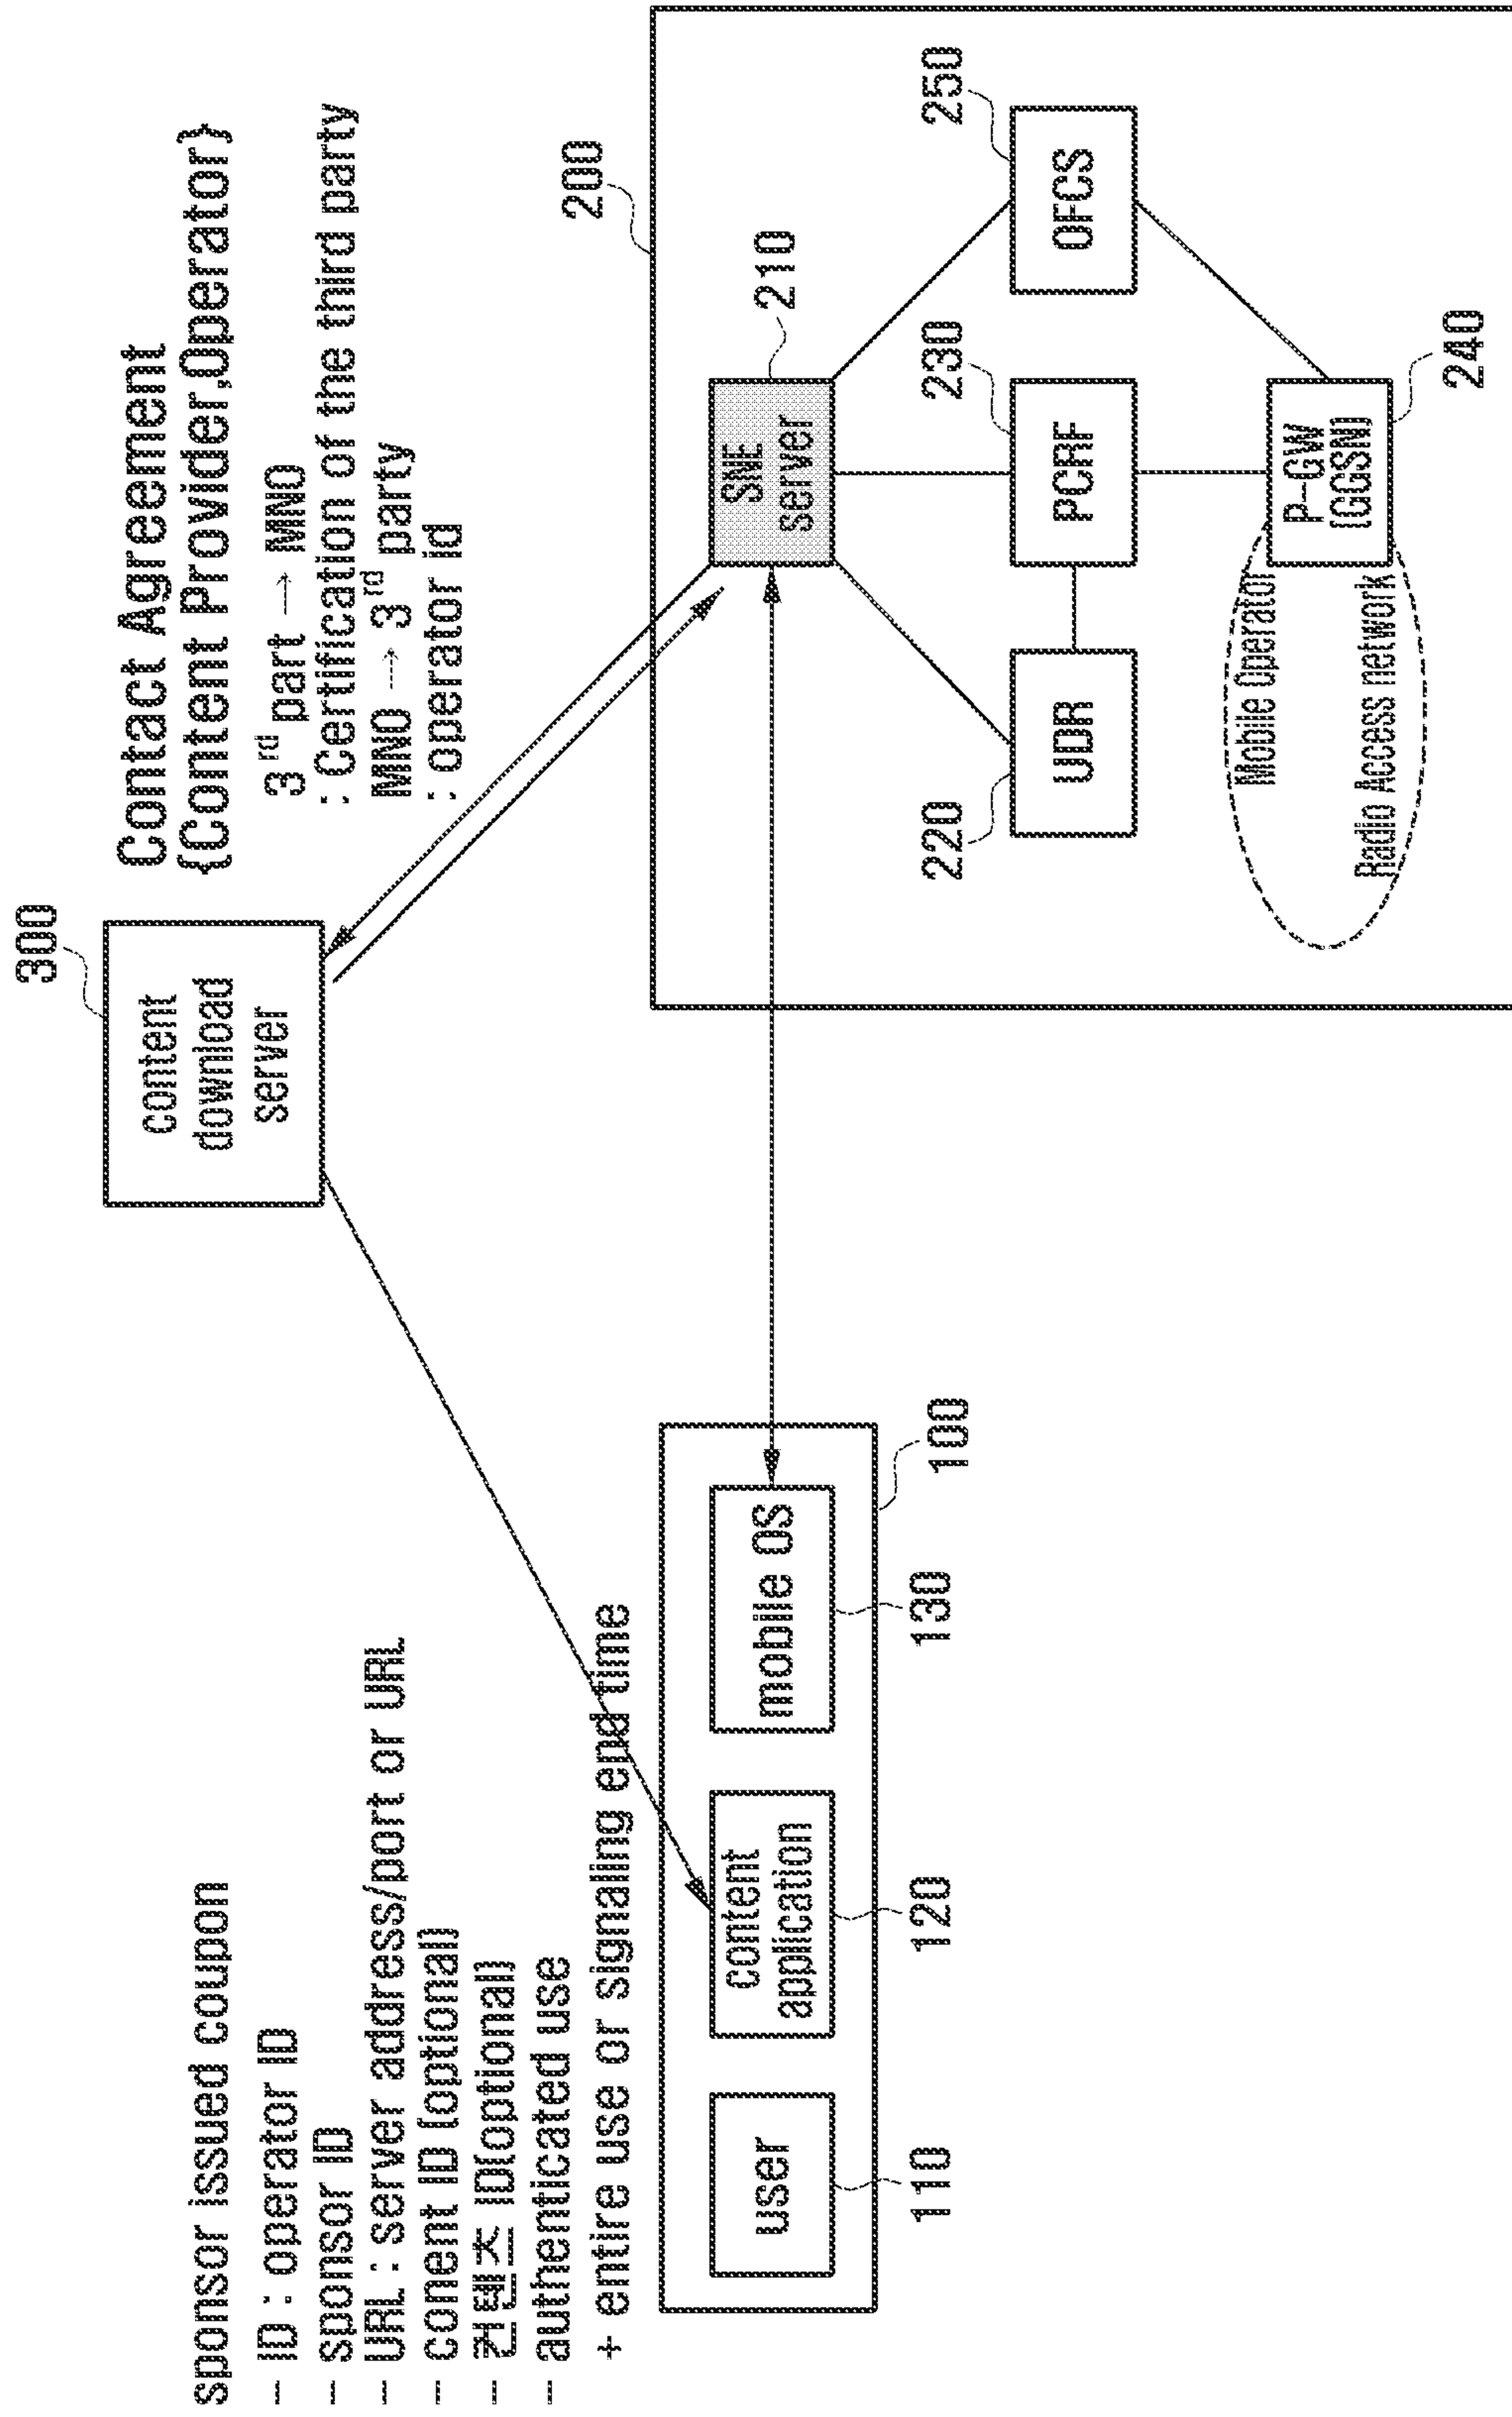 sponsor issued coupon
– ID : operator ID
– sponsor ID
– URL : server address/port or URL
– conent ID (optional)
– 컨텐츠 ID(optional)
– authenticated use
+ entire use or signaling end time
300
content
download
server
Contact Agreement
{Content Provider,Operator}
3rd part → MNO
: Certification of the third party
MNO → 3rd party
: operator id
200
user
110
content
application
120
mobile OS
130
100
SNE
server
210
UDR
220
PCRF
230
OFCS
250
P-GW
(GGSN)
240
Mobile Operator
Radio Access network